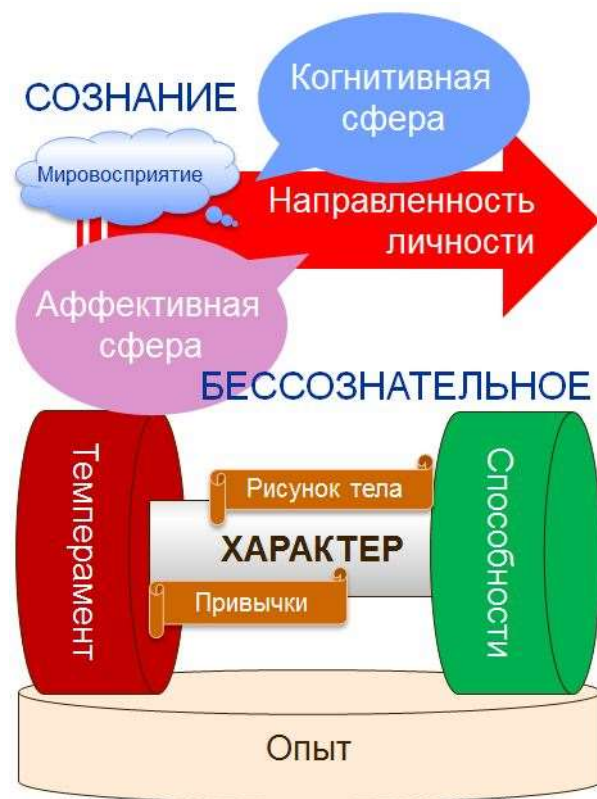 Когнитивная
сфера
СОЗНАНИЕ
Мировосприятие
Направленность
личности
Аффективная
сфера
БЕССОЗНАТЕЛЬНОЕ
Темперамент
Рисунок тела
ХАРАКТЕР
Привычки
Способности
Опыт